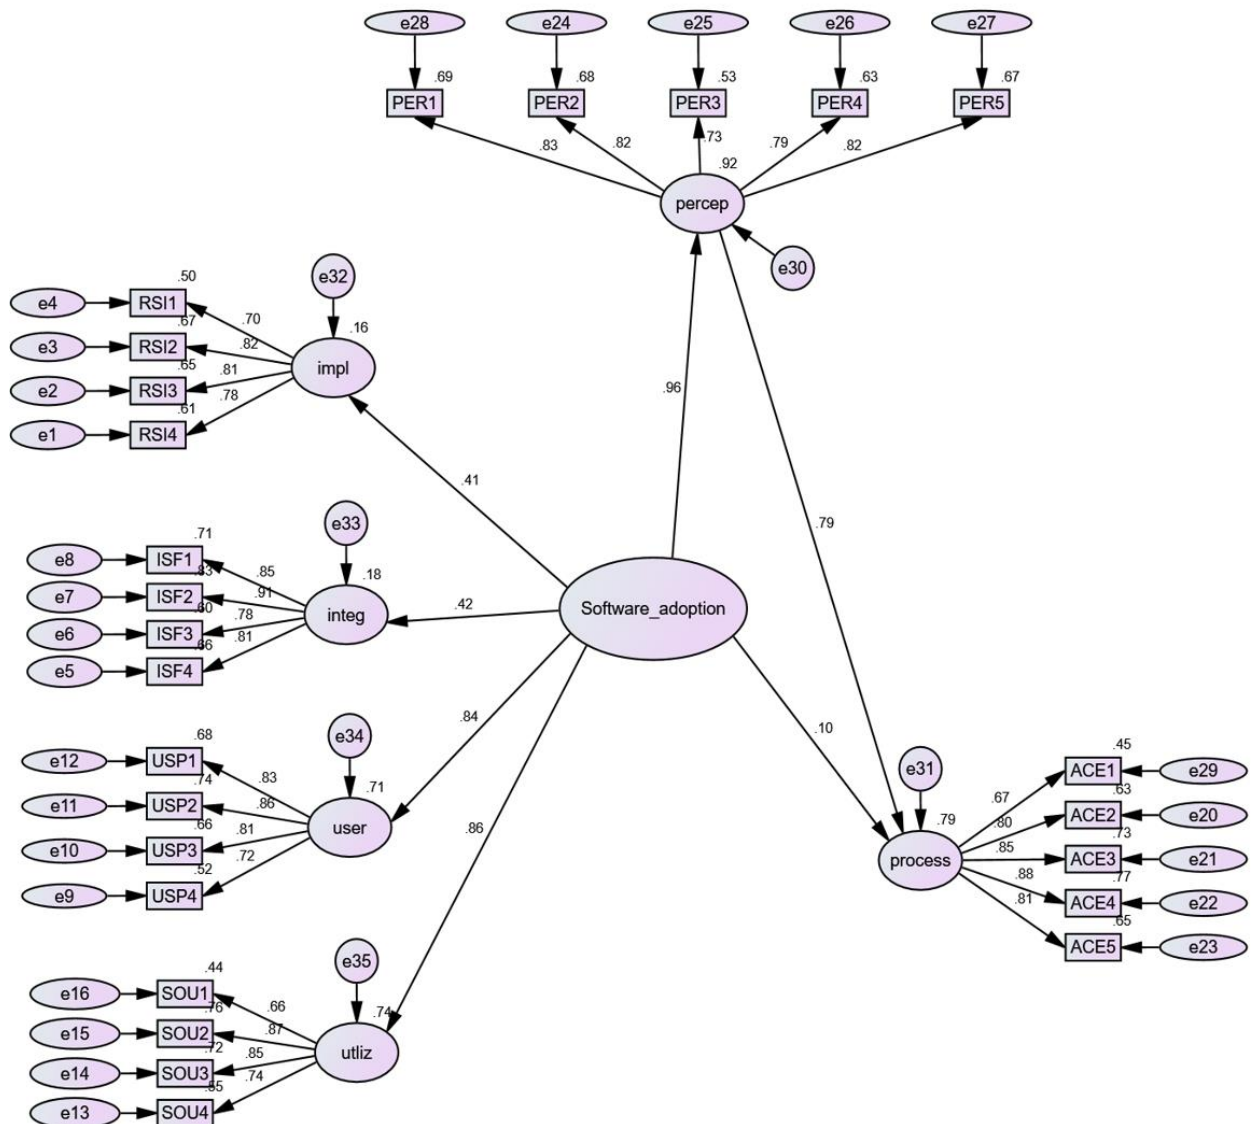 e28 e24 e25 e26 e27
.69 .68 .53 .63 .67
PER1 PER2 PER3 PER4 PER5
.83 .82 .73 .79 .82
.92
percep
e30
.96
.79
e32
.50
e4 RSI1
.70
.67
e3 RSI2
.82
.65
e2 RSI3
.81
.61
e1 RSI4
.78
.16
impl
.41
e33
.71
e8 ISF1
.85
.83
e7 ISF2
.91
.60
e6 ISF3
.78
.66
e5 ISF4
.81
.18
integ
.42
Software_adoption
.84
.86
.10
e34
.68
e12 USP1
.83
.74
e11 USP2
.86
.66
e10 USP3
.81
.52
e9 USP4
.72
.71
user
e31
.79
process
.45
.67 ACE1 e29
.63
.80 ACE2 e20
.73
.85 ACE3 e21
.77
.88 ACE4 e22
.65
.81 ACE5 e23
e35
.44
e16 SOU1
.66
.76
e15 SOU2
.87
.72
e14 SOU3
.85
.55
e13 SOU4
.74
.74
utliz